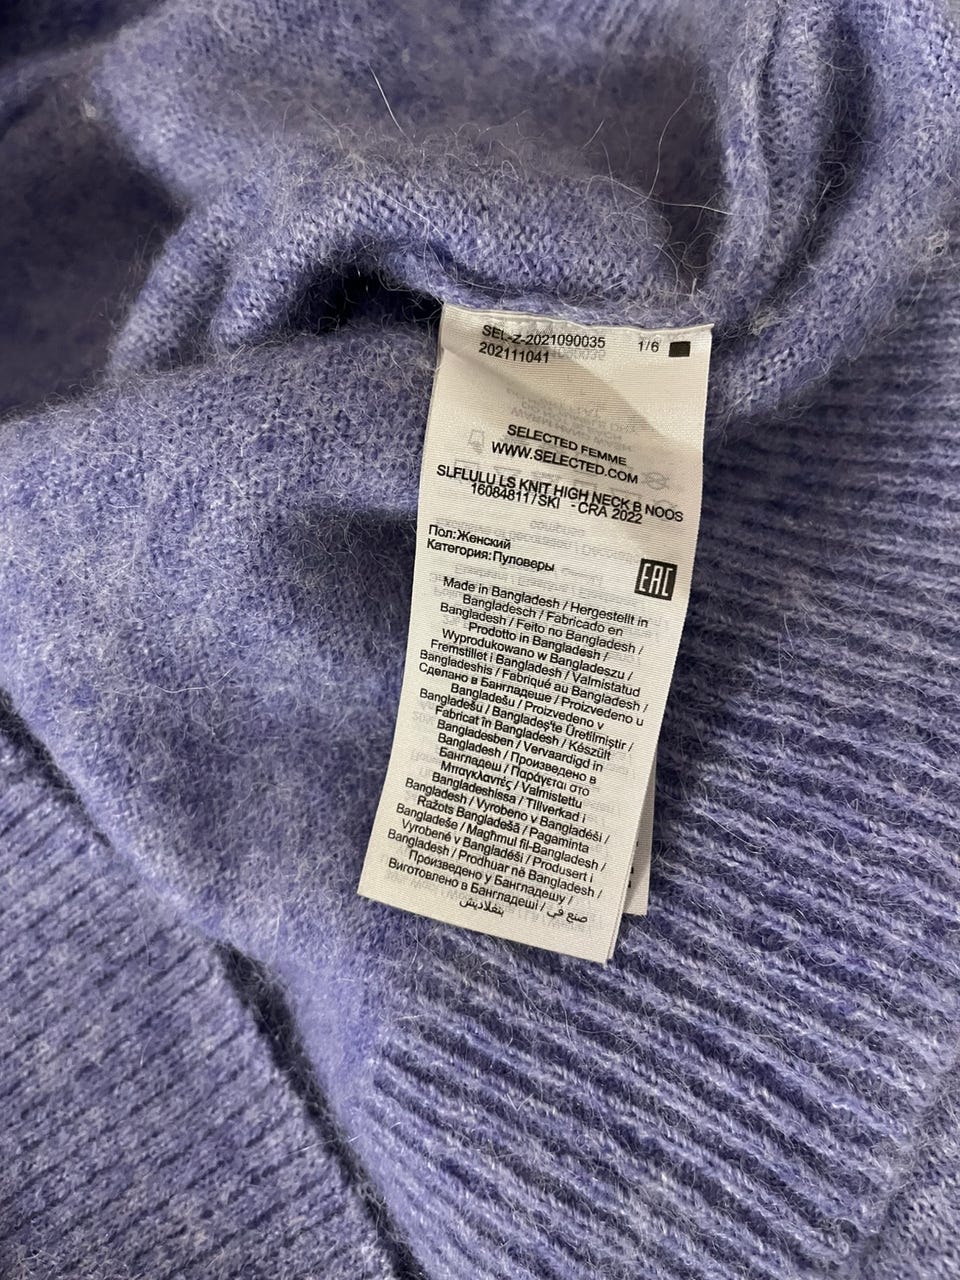 SEL-Z-2021090035 1/6
202111041
SELECTED FEMME
WWW.SELECTED.COM
SLFLULU LS KNIT HIGH NECK B NOOS
16084811/SKI - CRA 2022
Пол:Женский
Категория:Пуловеры
EAC
Made in Bangladesh / Hergestellt in
Bangladesch / Fabricado en
Bangladesh / Feito no Bangladesh /
Prodotto in Bangladesh /
Wyprodukowano w Bangladeszu /
Fremstillet i Bangladesh / Valmistatud
Bangladeshis / Fabriqué au Bangladesh /
Сделано в Бангладеше / Proizvedeno u
Bangladešu / Proizvedeno v
Bangladešu / Bangladeş'te Üretilmiştir /
Fabricat în Bangladesh / Készült
Bangladesben / Vervaardigd in
Bangladesh / Произведено в
Бангладеш / Παράγεται στο
Μπαγκλαντές / Valmistettu
Bangladeshissa / Tillverkad i
Bangladesh / Vyrobeno v Bangladéši /
Ražots Bangladešā / Pagaminta
Bangladeše / Magħmul fil-Bangladesh /
Vyrobené v Bangladéši / Produsert i
Bangladesh / Prodhuar në Bangladesh /
Произведено у Бангладешу /
Виготовлено в Бангладеші / صنع في
بنغلاديش